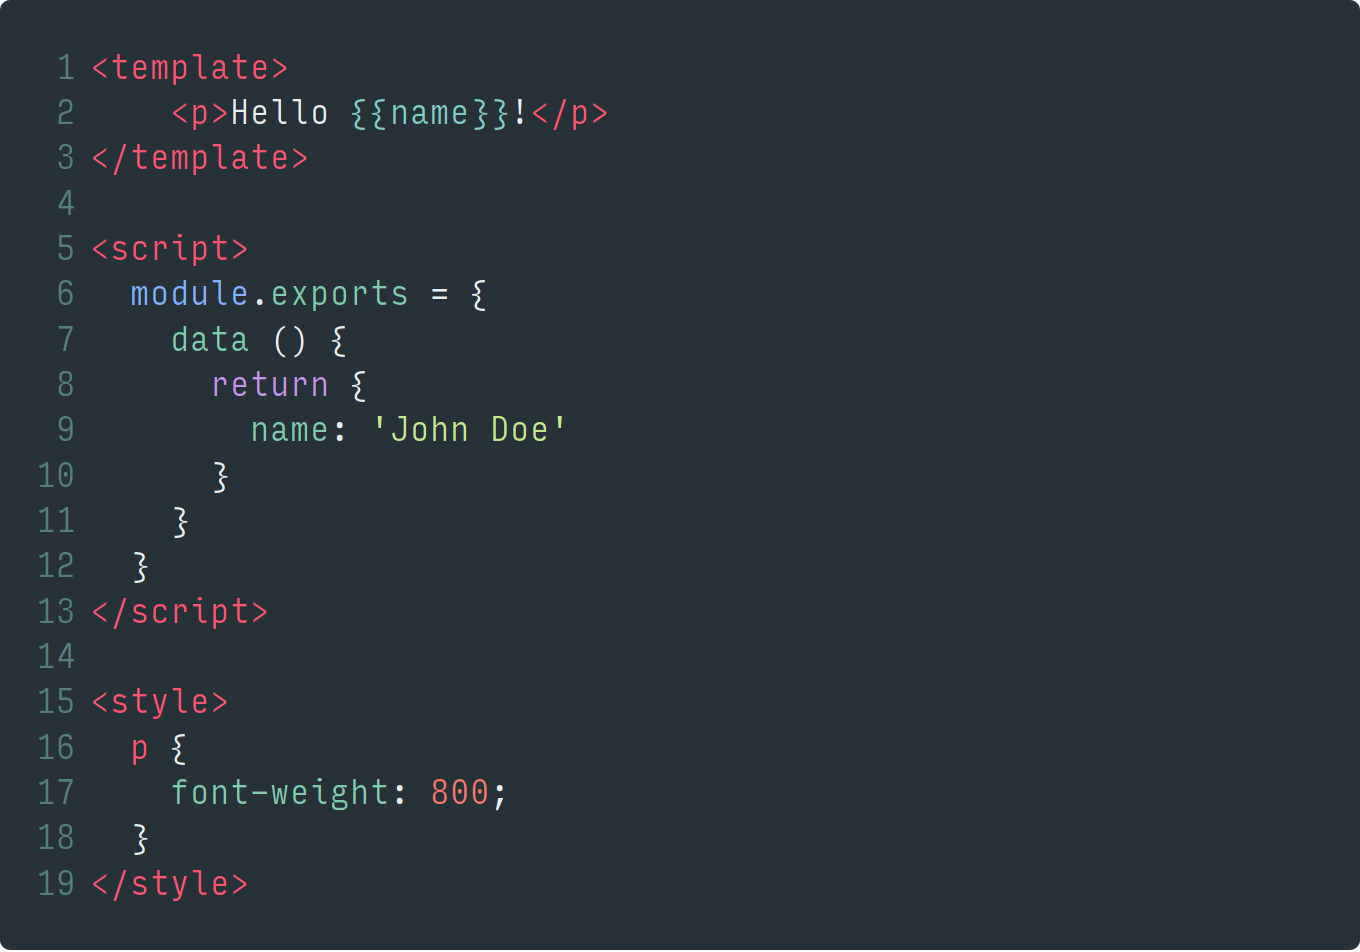 1 <template>
2     <p>Hello {{name}}!</p>
3 </template>
4
5 <script>
6   module.exports = {
7     data () {
8       return {
9         name: 'John Doe'
10       }
11     }
12   }
13 </script>
14
15 <style>
16   p {
17     font-weight: 800;
18   }
19 </style>